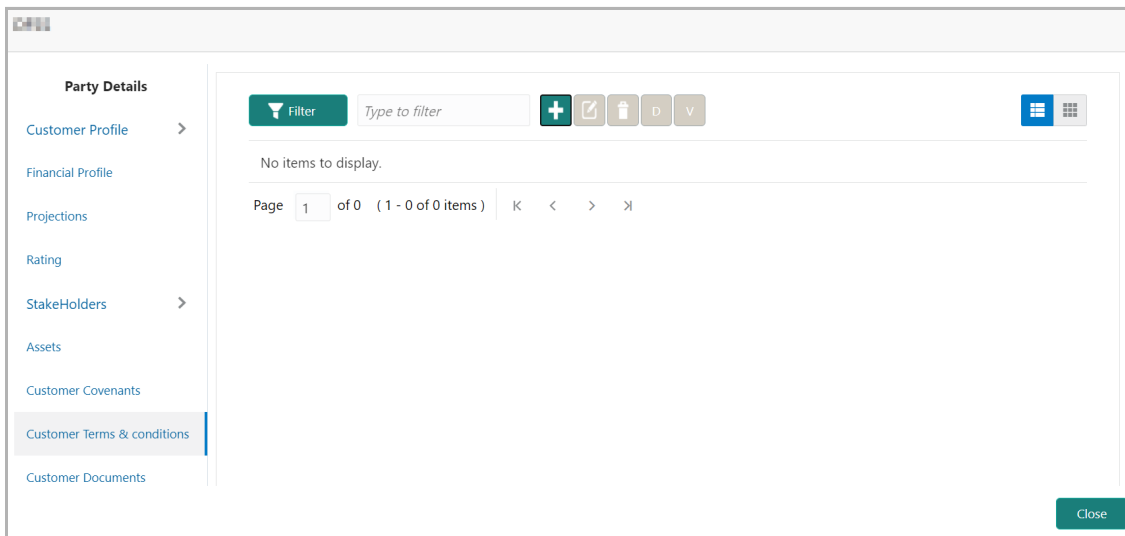 Party Details
Customer Profile
Financial Profile
Projections
Rating
StakeHolders
Assets
Customer Covenants
Customer Terms & conditions
Customer Documents
Filter Type to filter D V
No items to display.
Page 1 of 0 ( 1 - 0 of 0 items )
Close